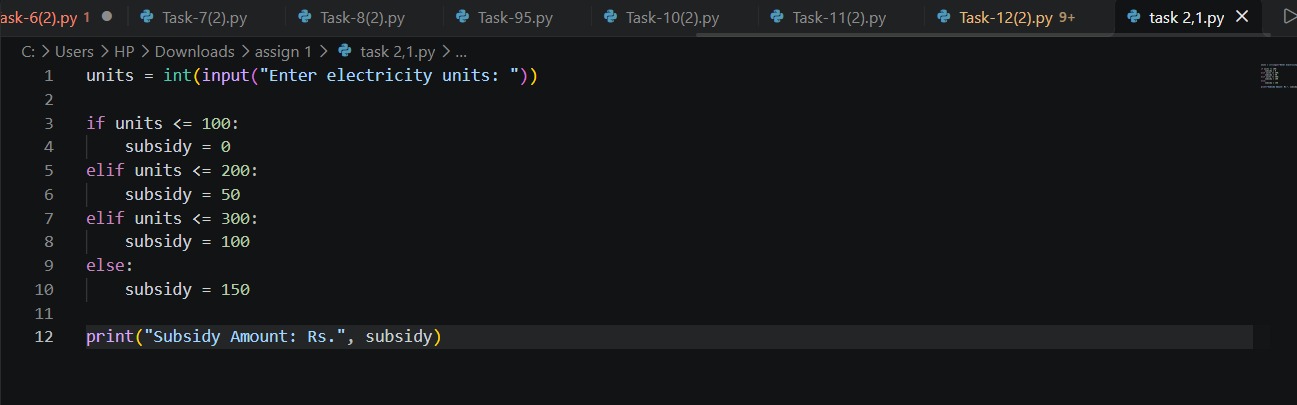 ask-6(2).py 1 Task-7(2).py Task-8(2).py Task-95.py Task-10(2).py Task-11(2).py Task-12(2).py 9+ task 2,1.py
C: > Users > HP > Downloads > assign 1 > task 2,1.py > ...
1 units = int(input("Enter electricity units: "))
2
3 if units <= 100:
4     subsidy = 0
5 elif units <= 200:
6     subsidy = 50
7 elif units <= 300:
8     subsidy = 100
9 else:
10     subsidy = 150
11
12 print("Subsidy Amount: Rs.", subsidy)